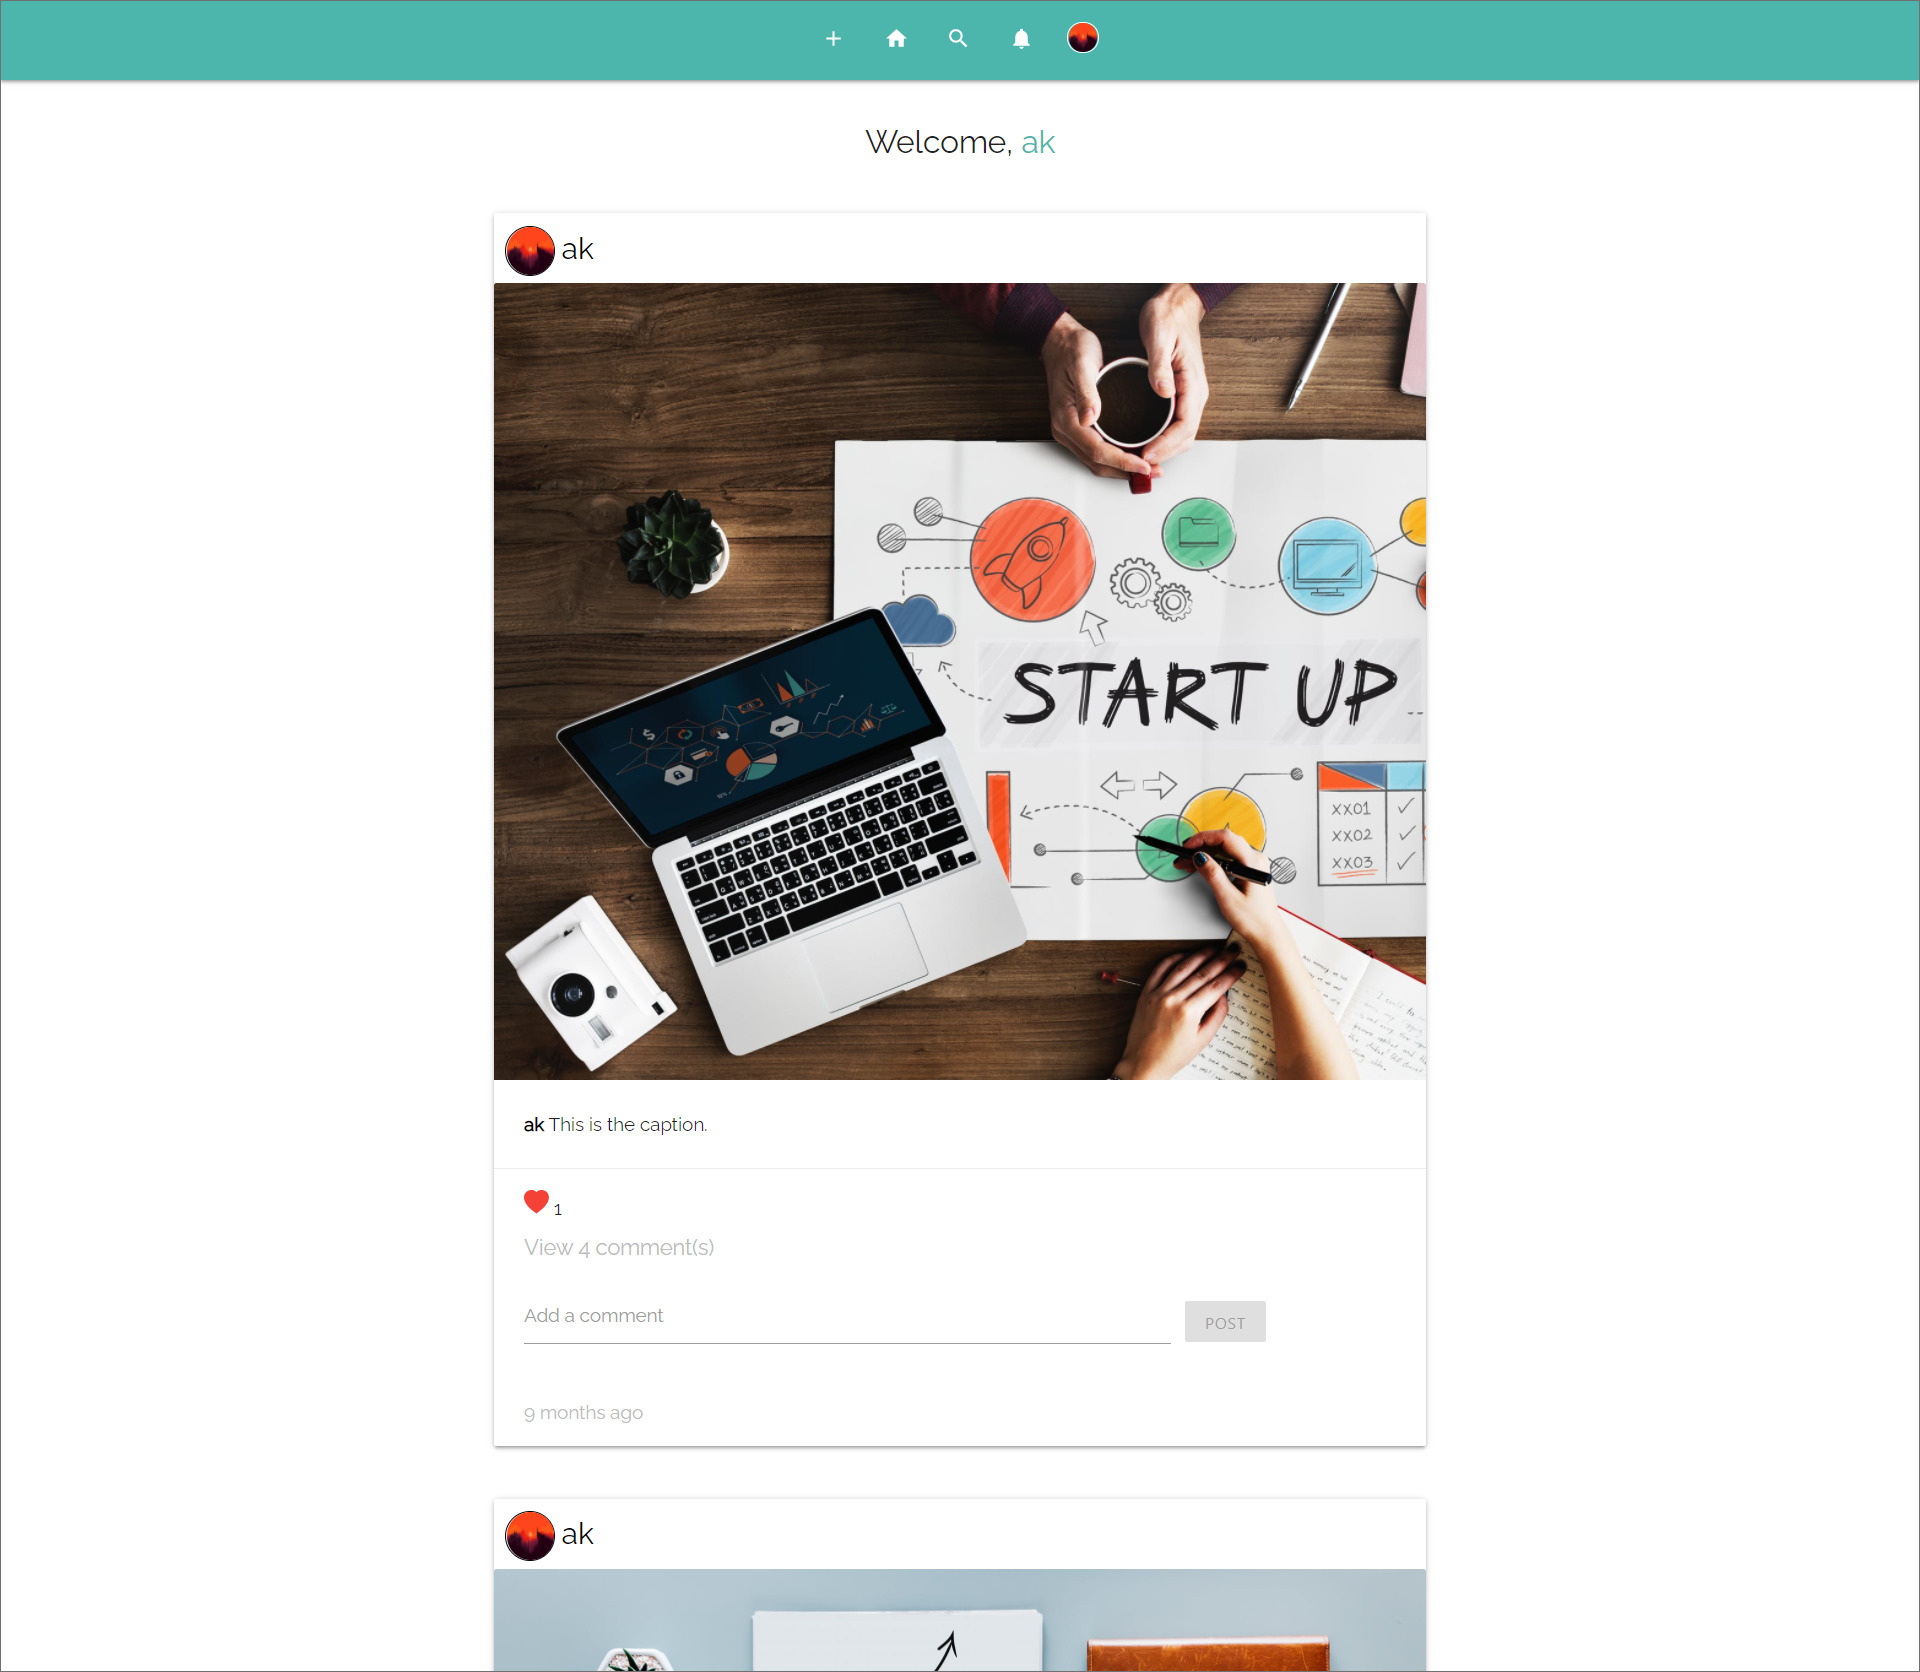 Welcome, ak
ak
START UP
XX01
XX02
XX03
ak This is the caption.
1
View 4 comment(s)
Add a comment
POST
9 months ago
ak